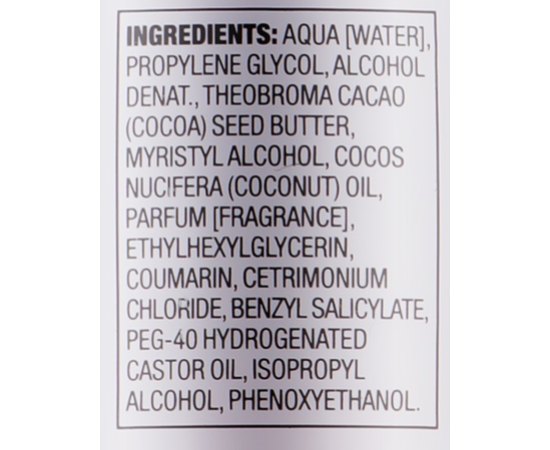 INGREDIENTS: AQUA [WATER],
PROPYLENE GLYCOL, ALCOHOL
DENAT., THEOBROMA CACAO
(COCOA) SEED BUTTER,
MYRISTYL ALCOHOL, COCOS
NUCIFERA (COCONUT) OIL,
PARFUM [FRAGRANCE],
ETHYLHEXYLGLYCERIN,
COUMARIN, CETRIMONIUM
CHLORIDE, BENZYL SALICYLATE,
PEG-40 HYDROGENATED
CASTOR OIL, ISOPROPYL
ALCOHOL, PHENOXYETHANOL.